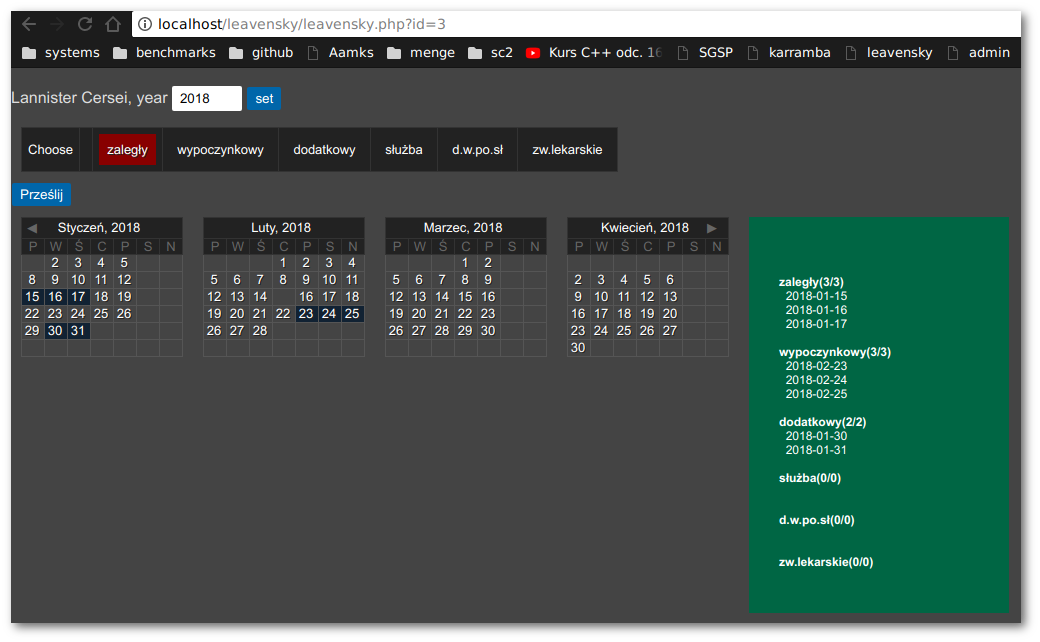 localhost/leavensky/leavensky.php?id=3
systems benchmarks github Aamks menge sc2 Kurs C++ odc. 16 SGSP karramba leavensky admin
Lannister Cersei, year 2018 set
Choose zaległy wypoczynkowy dodatkowy służba d.w.po.sł zw.lekarskie
Prześlij
◀ Styczeń, 2018
P W Ś C P S N
2 3 4 5
8 9 10 11 12
15 16 17 18 19
22 23 24 25 26
29 30 31
Luty, 2018
P W Ś C P S N
1 2 3 4
5 6 7 8 9 10 11
12 13 14 16 17 18
19 20 21 22 23 24 25
26 27 28
Marzec, 2018
P W Ś C P S N
1 2
5 6 7 8 9
12 13 14 15 16
19 20 21 22 23
26 27 28 29 30
Kwiecień, 2018 ▶
P W Ś C P S N
2 3 4 5 6
9 10 11 12 13
16 17 18 19 20
23 24 25 26 27
30
zaległy(3/3)
2018-01-15
2018-01-16
2018-01-17
wypoczynkowy(3/3)
2018-02-23
2018-02-24
2018-02-25
dodatkowy(2/2)
2018-01-30
2018-01-31
służba(0/0)
d.w.po.sł(0/0)
zw.lekarskie(0/0)